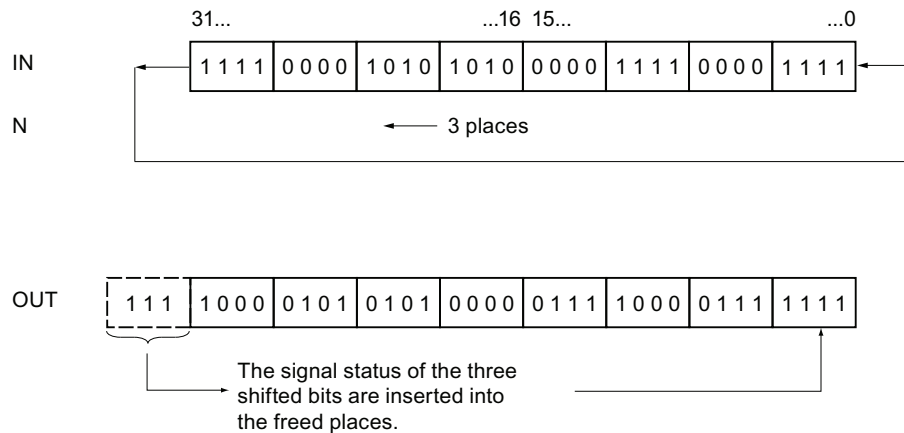 31... ...16 15... ...0
IN 1111 0000 1010 1010 0000 1111 0000 1111
N 3 places
OUT 111 1000 0101 0101 0000 0111 1000 0111 1111
The signal status of the three
shifted bits are inserted into
the freed places.